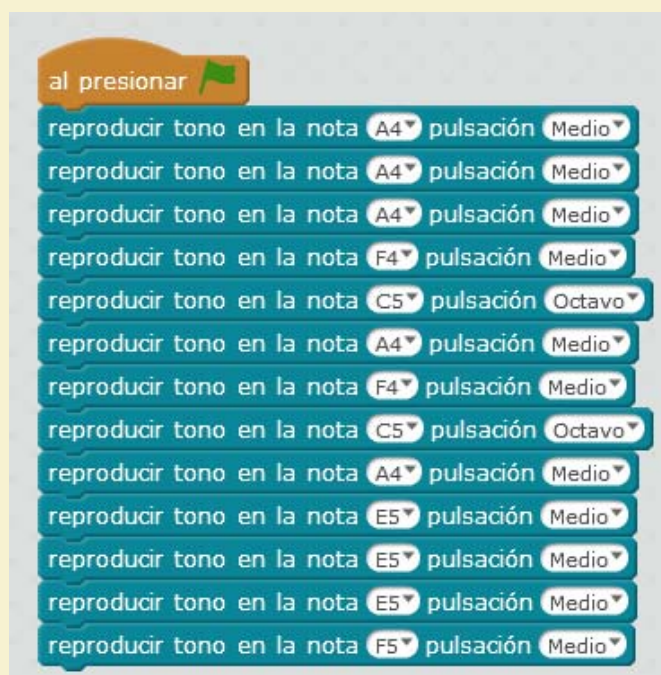 al presionar
reproducir tono en la nota A4 pulsación Medio
reproducir tono en la nota A4 pulsación Medio
reproducir tono en la nota A4 pulsación Medio
reproducir tono en la nota F4 pulsación Medio
reproducir tono en la nota C5 pulsación Octavo
reproducir tono en la nota A4 pulsación Medio
reproducir tono en la nota F4 pulsación Medio
reproducir tono en la nota C5 pulsación Octavo
reproducir tono en la nota A4 pulsación Medio
reproducir tono en la nota E5 pulsación Medio
reproducir tono en la nota E5 pulsación Medio
reproducir tono en la nota E5 pulsación Medio
reproducir tono en la nota F5 pulsación Medio